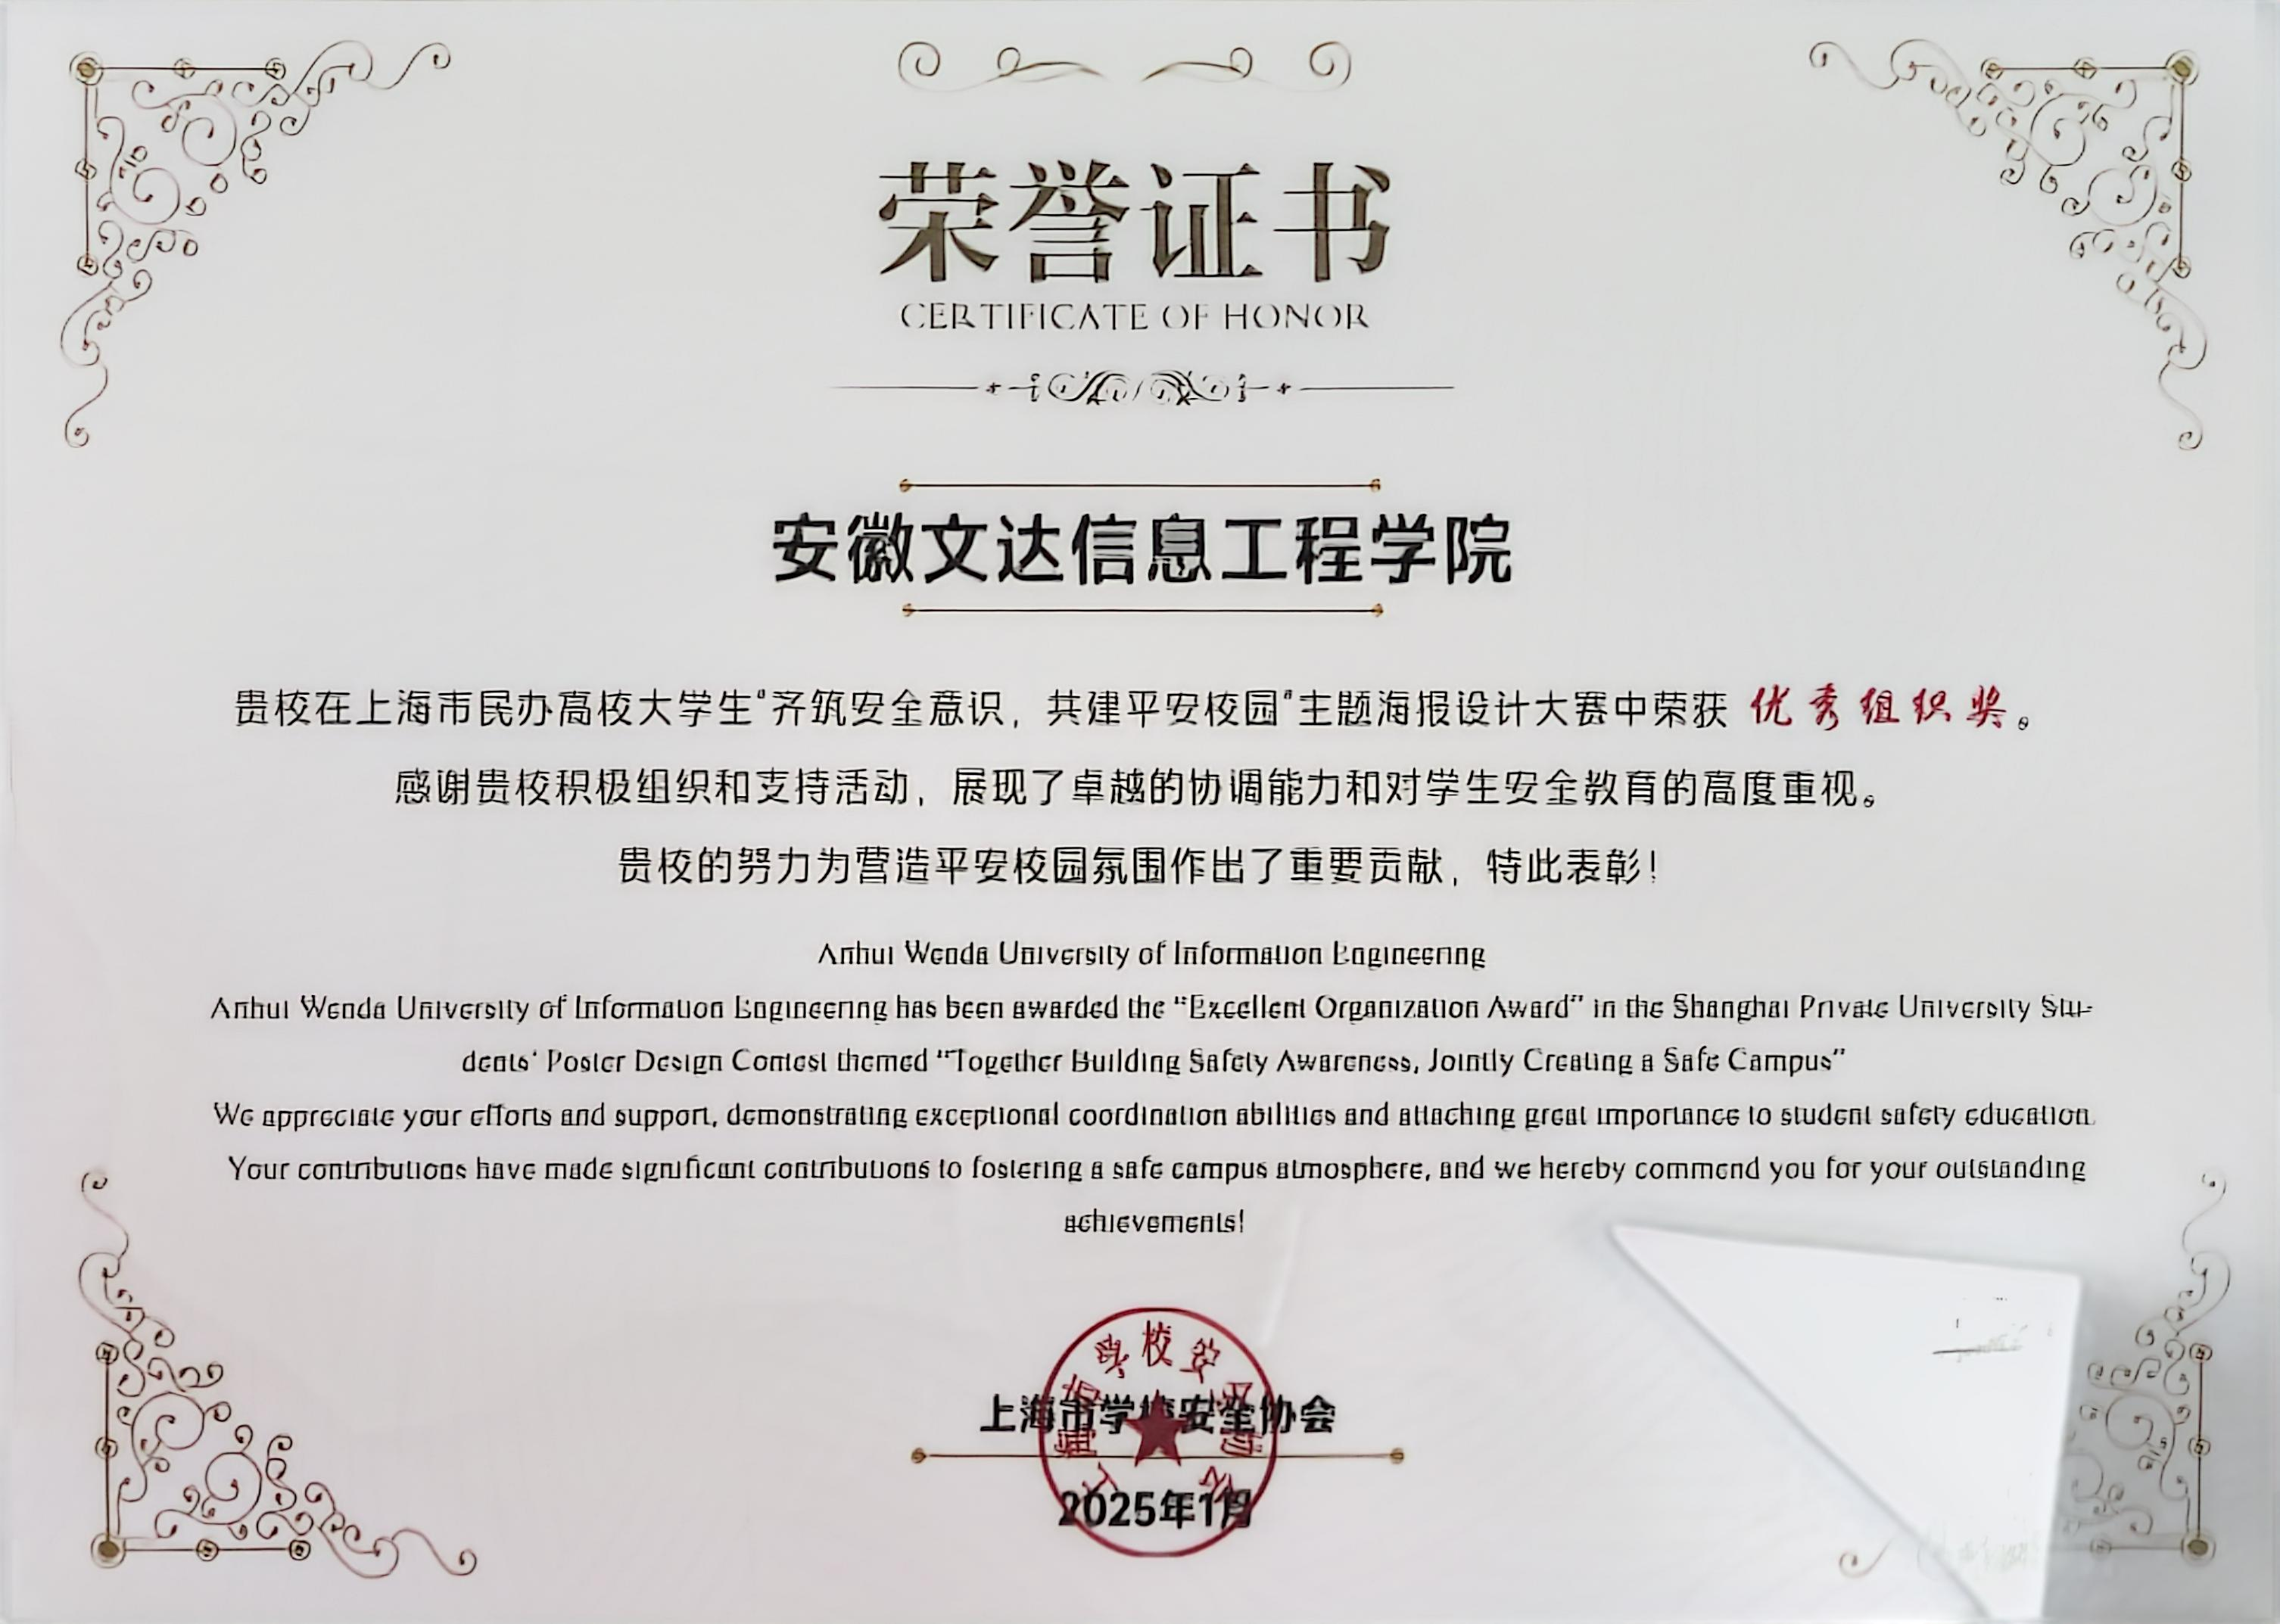 荣誉证书
CERTIFICATE OF HONOR
安徽文达信息工程学院
贵校在上海市民办高校大学生“齐筑安全意识，共建平安校园”主题海报设计大赛中荣获 优秀组织奖。
感谢贵校积极组织和支持活动，展现了卓越的协调能力和对学生安全教育的高度重视。
贵校的努力为营造平安校园氛围作出了重要贡献，特此表彰！
Anhui Wenda University of Information Engineering
Anhui Wenda University of Information Engineering has been awarded the “Excellent Organization Award” in the Shanghai Private University Stu-
dents' Poster Design Contest themed “Together Building Safety Awareness, Jointly Creating a Safe Campus”
We appreciate your efforts and support, demonstrating exceptional coordination abilities and attaching great importance to student safety education.
Your contributions have made significant contributions to fostering a safe campus atmosphere, and we hereby commend you for your outstanding
achievements!
上海市学校安全协会
上海市学校安全协会
2025年1月